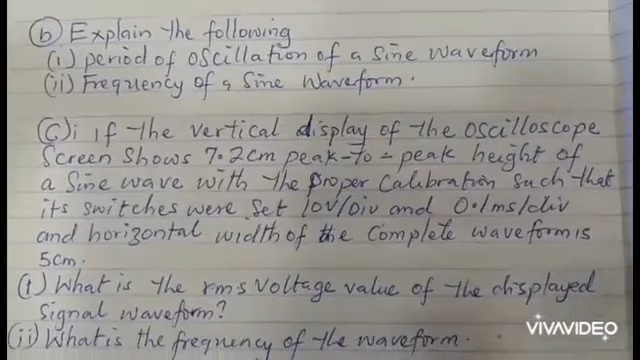 (b) Explain the following
(i) period of oscillation of a sine waveform
(ii) Frequency of a sine waveform.
(C) i If the vertical display of the oscilloscope
screen shows 7.2cm peak-to-peak height of
a sine wave with the proper calibration such that
its switches were set 10V/Div and 0.1ms/div
and horizontal width of the complete waveform is
5cm.
(i) What is the rms voltage value of the displayed
signal waveform?
(ii) What is the frequency of the waveform.
VIVAVIDEO